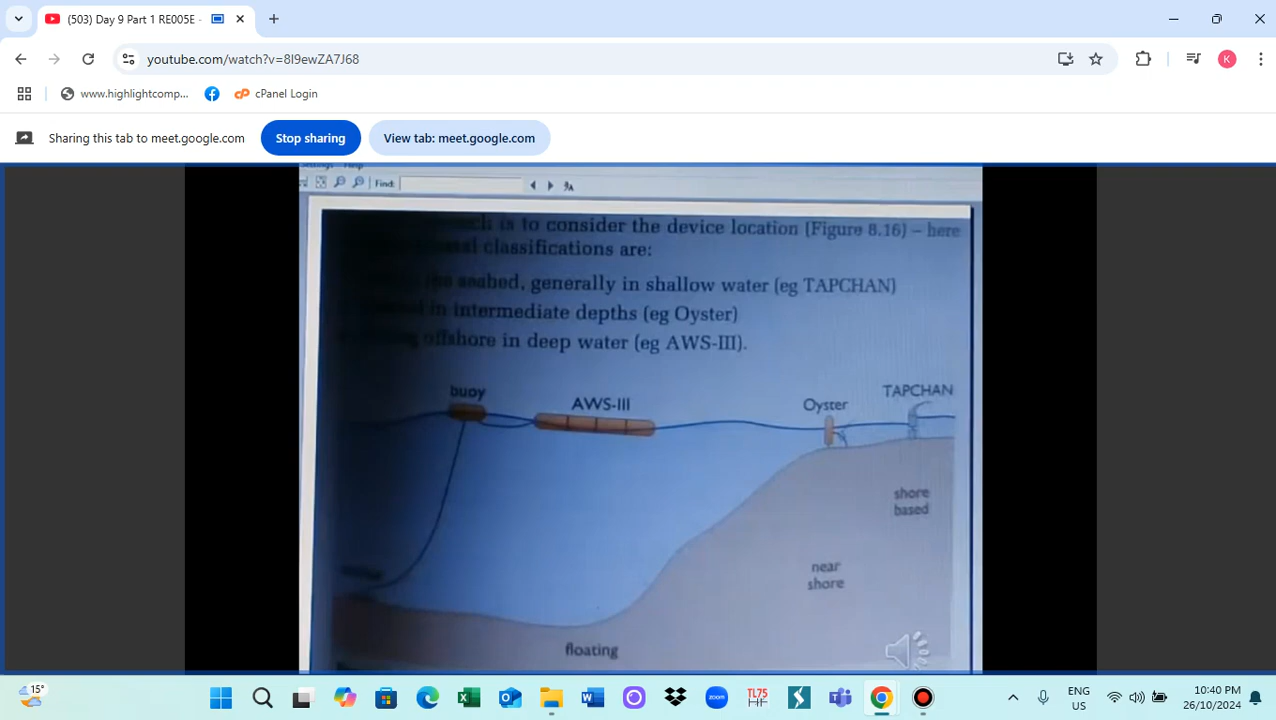 (503) Day 9 Part 1 RE005E -
youtube.com/watch?v=8I9ewZA7J68
K
www.highlightcomp...
cPanel Login
Sharing this tab to meet.google.com
Stop sharing
View tab: meet.google.com
Settings Help
Find:
is to consider the device location (Figure 8.16) – here
classifications are:
seabed, generally in shallow water (eg TAPCHAN)
in intermediate depths (eg Oyster)
offshore in deep water (eg AWS-III).
buoy
AWS-III
Oyster
TAPCHAN
shore
based
near
shore
floating
15°
zoom
TL75
ENG
US
10:40 PM
26/10/2024